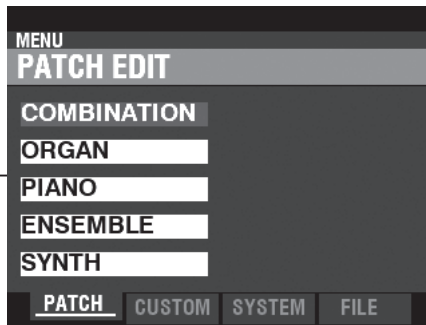 MENU
PATCH EDIT
COMBINATION
ORGAN
PIANO
ENSEMBLE
SYNTH
PATCH CUSTOM SYSTEM FILE